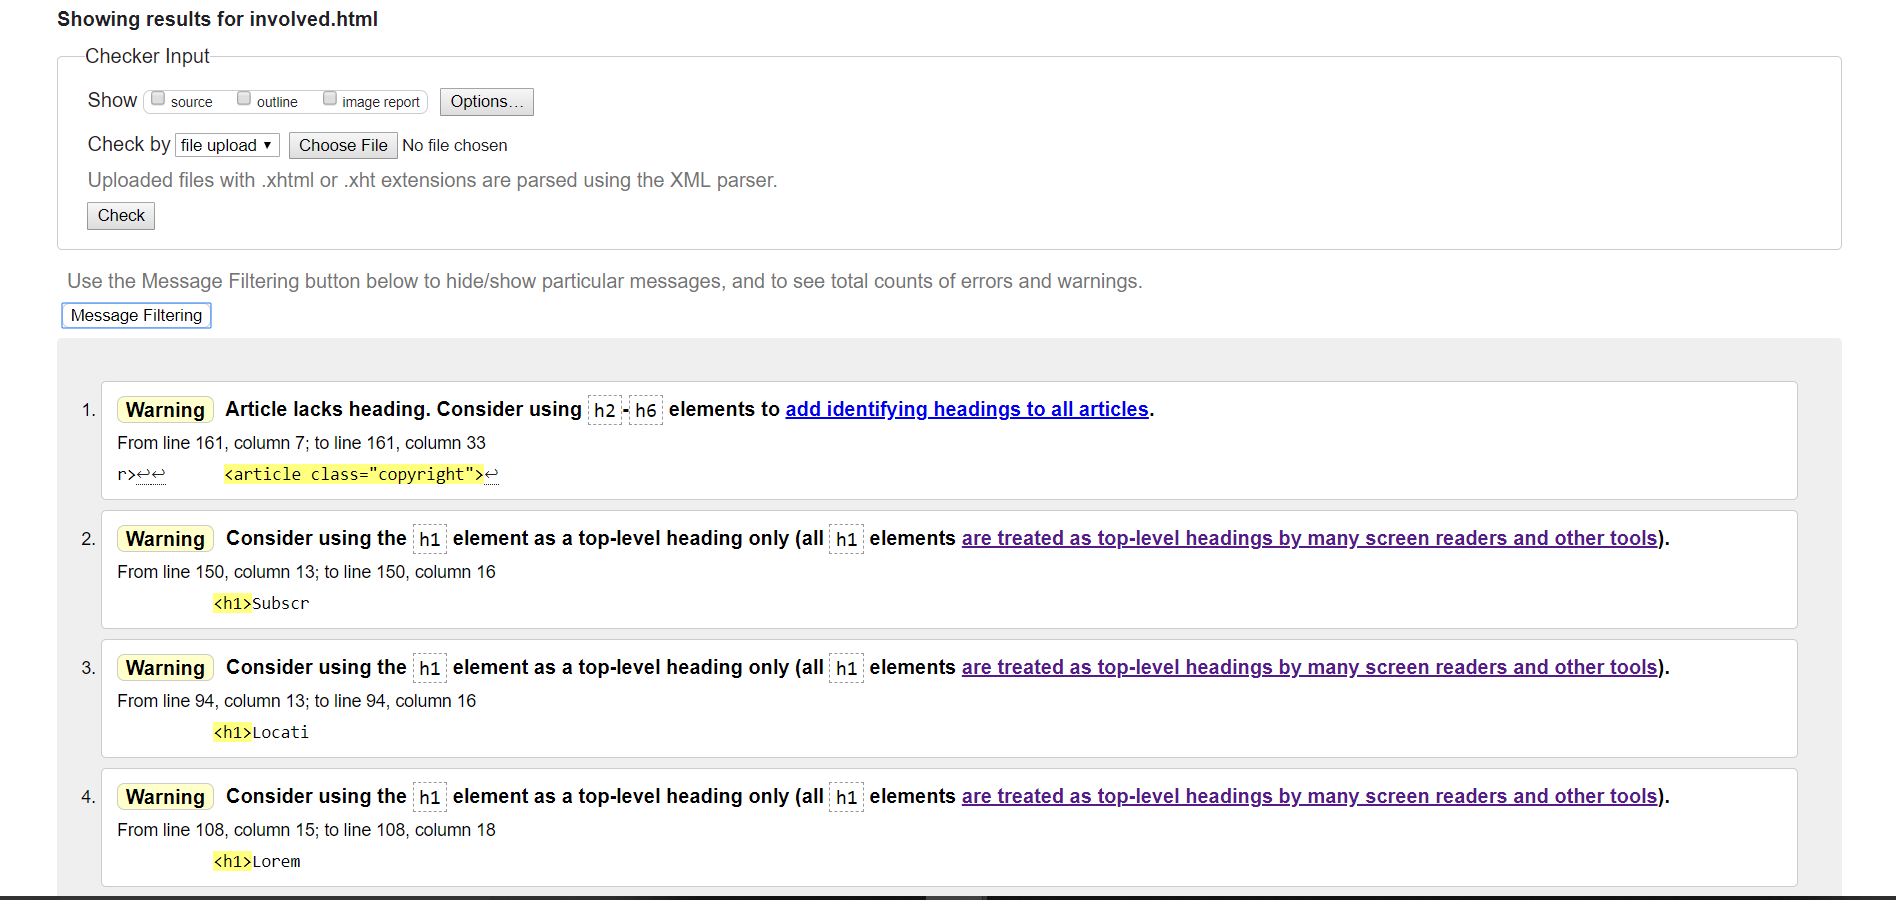 Showing results for involved.html
Checker Input
Show source outline image report Options...
Check by file upload ▼ Choose File No file chosen
Uploaded files with .xhtml or .xht extensions are parsed using the XML parser.
Check
Use the Message Filtering button below to hide/show particular messages, and to see total counts of errors and warnings.
Message Filtering
1. Warning Article lacks heading. Consider using h2-h6 elements to add identifying headings to all articles.
From line 161, column 7; to line 161, column 33
r>↩↩ <article class="copyright">↩
2. Warning Consider using the h1 element as a top-level heading only (all h1 elements are treated as top-level headings by many screen readers and other tools).
From line 150, column 13; to line 150, column 16
<h1>Subscr
3. Warning Consider using the h1 element as a top-level heading only (all h1 elements are treated as top-level headings by many screen readers and other tools).
From line 94, column 13; to line 94, column 16
<h1>Locati
4. Warning Consider using the h1 element as a top-level heading only (all h1 elements are treated as top-level headings by many screen readers and other tools).
From line 108, column 15; to line 108, column 18
<h1>Lorem